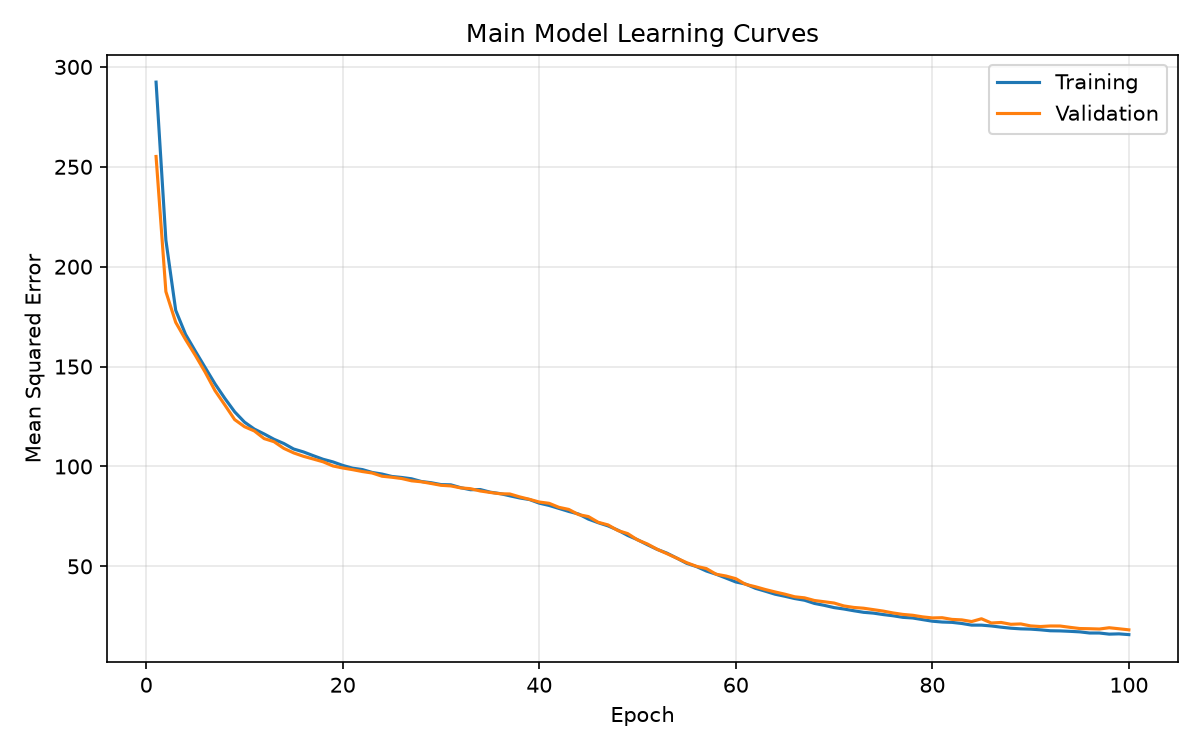 Main Model Learning Curves
Training
Validation
Mean Squared Error
300
250
200
150
100
50
0 20 40 60 80 100
Epoch